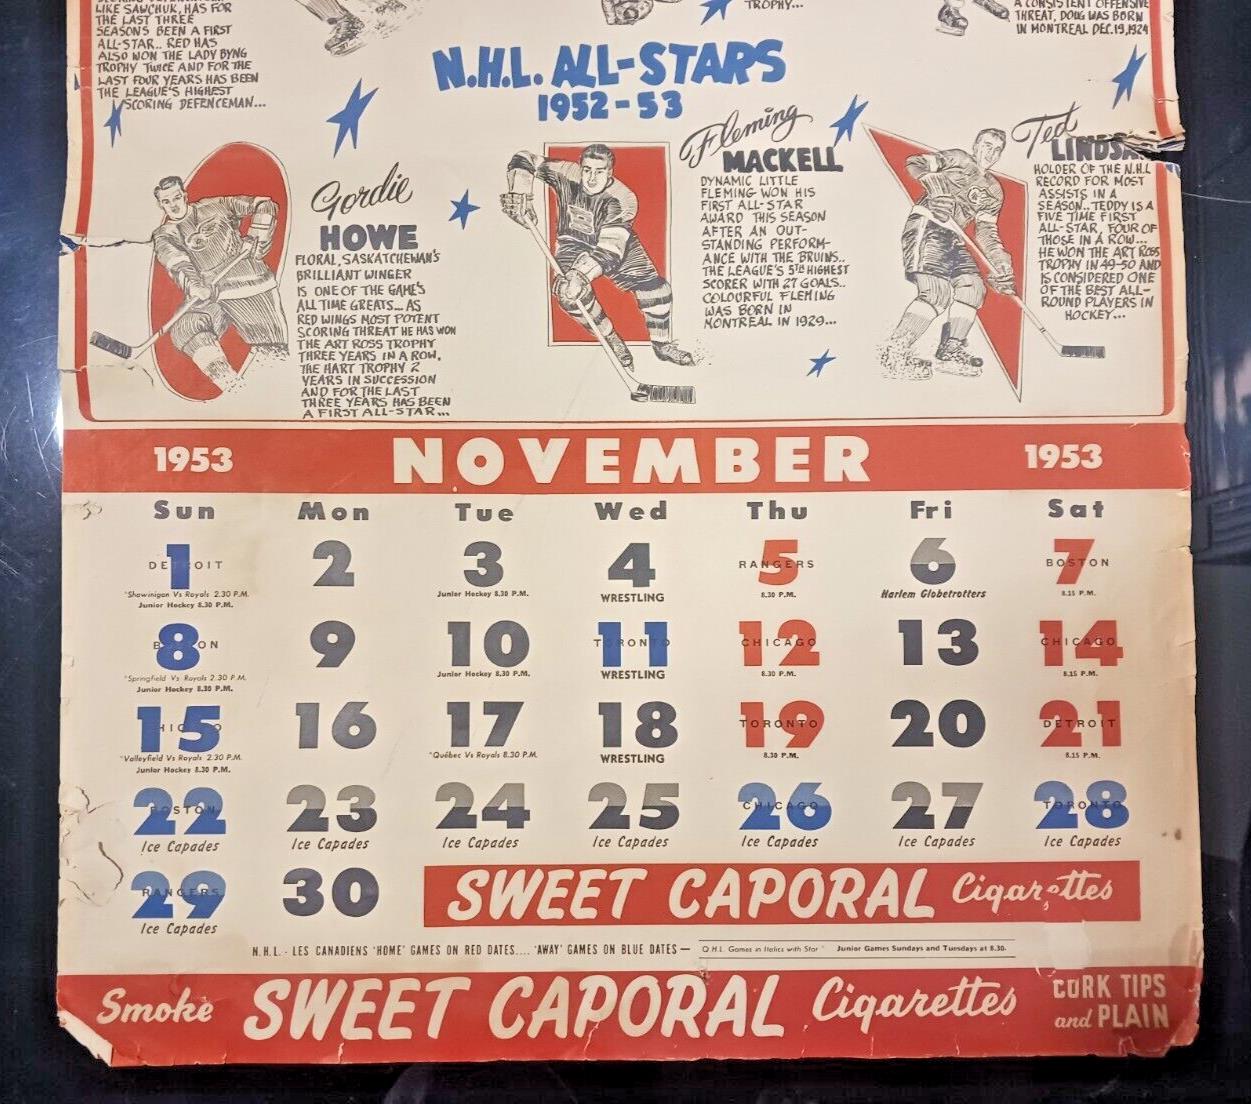 LIKE SAWCHUK, HAS FOR
THE LAST THREE
SEASONS BEEN A FIRST
ALL-STAR.. RED HAS
ALSO WON THE LADY BYNG
TROPHY TWICE AND FOR THE
LAST FOUR YEARS HAS BEEN
THE LEAGUE'S HIGHEST
SCORING DEFENCEMAN...
TROPHY...
A CONSISTENT OFFENSIVE
THREAT, DOUG WAS BORN
IN MONTREAL DEC. 19, 1924
N.H.L. ALL-STARS
1952-53
Gordie
HOWE
FLORAL, SASKATCHEWAN'S
BRILLIANT WINGER
IS ONE OF THE GAME'S
ALL TIME GREATS... AS
RED WINGS MOST POTENT
SCORING THREAT HE HAS WON
THE ART ROSS TROPHY
THREE YEARS IN A ROW,
THE HART TROPHY 2
YEARS IN SUCCESSION
AND FOR THE LAST
THREE YEARS HAS BEEN
A FIRST ALL-STAR...
Fleming
MACKELL
DYNAMIC LITTLE
FLEMING WON HIS
FIRST ALL-STAR
AWARD THIS SEASON
AFTER AN OUT-
STANDING PERFORM-
ANCE WITH THE BRUINS..
THE LEAGUE'S 5TH HIGHEST
SCORER WITH 27 GOALS..
COLOURFUL FLEMING
WAS BORN IN
MONTREAL IN 1929...
Ted
LINDSAY
HOLDER OF THE N.H.L
RECORD FOR MOST
ASSISTS IN A
SEASON.. TEDDY IS A
FIVE TIME FIRST
ALL-STAR, FOUR OF
THOSE IN A ROW...
HE WON THE ART ROSS
TROPHY IN 49-50 AND
IS CONSIDERED ONE
OF THE BEST ALL-
ROUND PLAYERS IN
HOCKEY...
1953 NOVEMBER 1953
Sun Mon Tue Wed Thu Fri Sat
1 2 3 4 5 6 7
DETROIT RANGERS BOSTON
*Shawinigan Vs Royals 2.30 P.M.
Junior Hockey 8.30 P.M. Junior Hockey 8.30 P.M. WRESTLING 8.30 P.M. Harlem Globetrotters 8.15 P.M.
8 9 10 11 12 13 14
BOSTON TORONTO CHICAGO CHICAGO
*Springfield Vs Royals 2.30 P.M.
Junior Hockey 8.30 P.M. Junior Hockey 8.30 P.M. WRESTLING 8.30 P.M. 8.15 P.M.
15 16 17 18 19 20 21
CHICAGO TORONTO DETROIT
*Valleyfield Vs Royals 2.30 P.M. *Québec Vs Royals 8.30 P.M. WRESTLING 8.30 P.M. 8.15 P.M.
Junior Hockey 8.30 P.M.
22 23 24 25 26 27 28
BOSTON CHICAGO TORONTO
Ice Capades Ice Capades Ice Capades Ice Capades Ice Capades Ice Capades Ice Capades
29 30
RANGERS
Ice Capades
SWEET CAPORAL Cigarettes
N.H.L. - LES CANADIENS 'HOME' GAMES ON RED DATES.... 'AWAY' GAMES ON BLUE DATES — Q.H.L. Games in Italics with Star * Junior Games Sundays and Tuesdays at 8.30.
Smoke SWEET CAPORAL Cigarettes CORK TIPS
and PLAIN